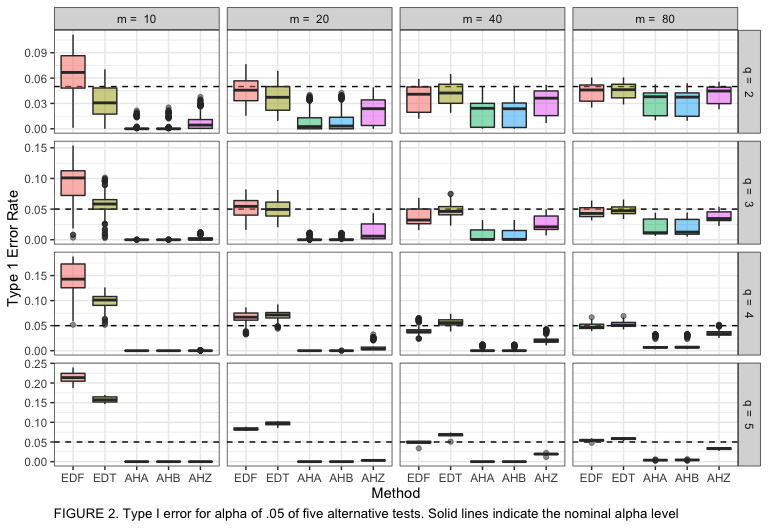 m = 10 m = 20 m = 40 m = 80
0.09
0.06
0.03
0.00
q = 2
0.15
0.10
0.05
0.00
q = 3
0.15
0.10
0.05
0.00
q = 4
0.25
0.20
0.15
0.10
0.05
0.00
q = 5
Type 1 Error Rate
EDF EDT AHA AHB AHZ EDF EDT AHA AHB AHZ EDF EDT AHA AHB AHZ EDF EDT AHA AHB AHZ
Method
FIGURE 2. Type I error for alpha of .05 of five alternative tests. Solid lines indicate the nominal alpha level